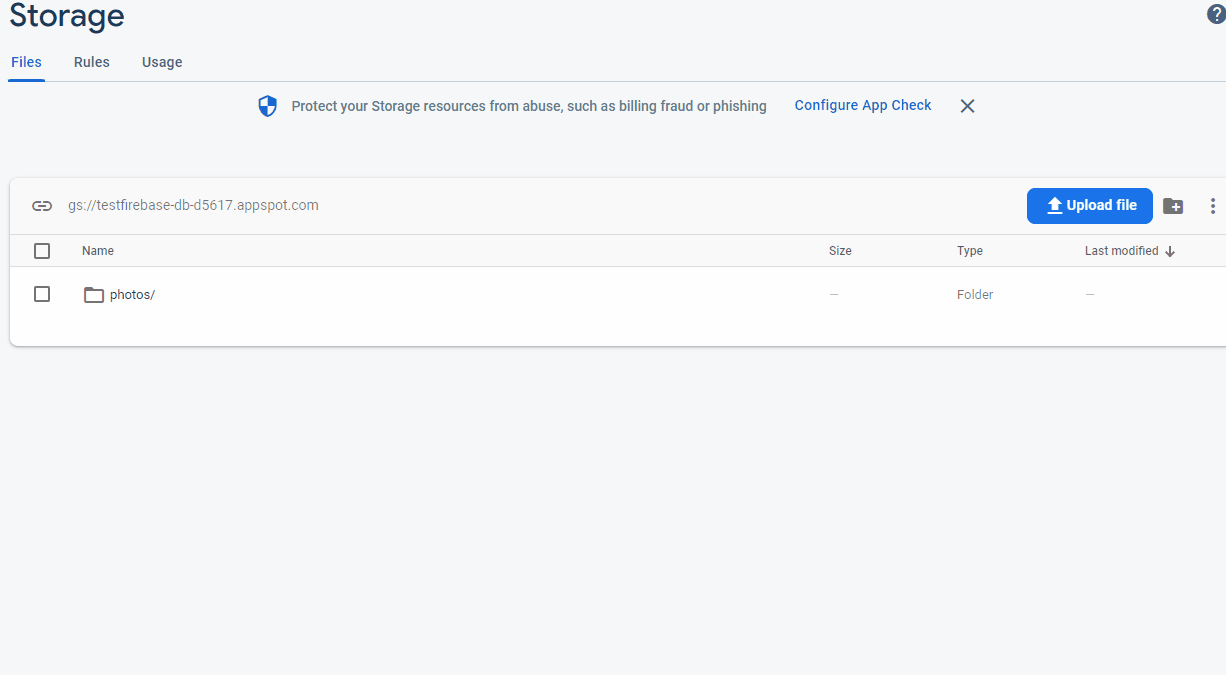 Storage
?
Files Rules Usage
Protect your Storage resources from abuse, such as billing fraud or phishing Configure App Check
gs://testfirebase-db-d5617.appspot.com Upload file
Name Size Type Last modified
photos/ — Folder —